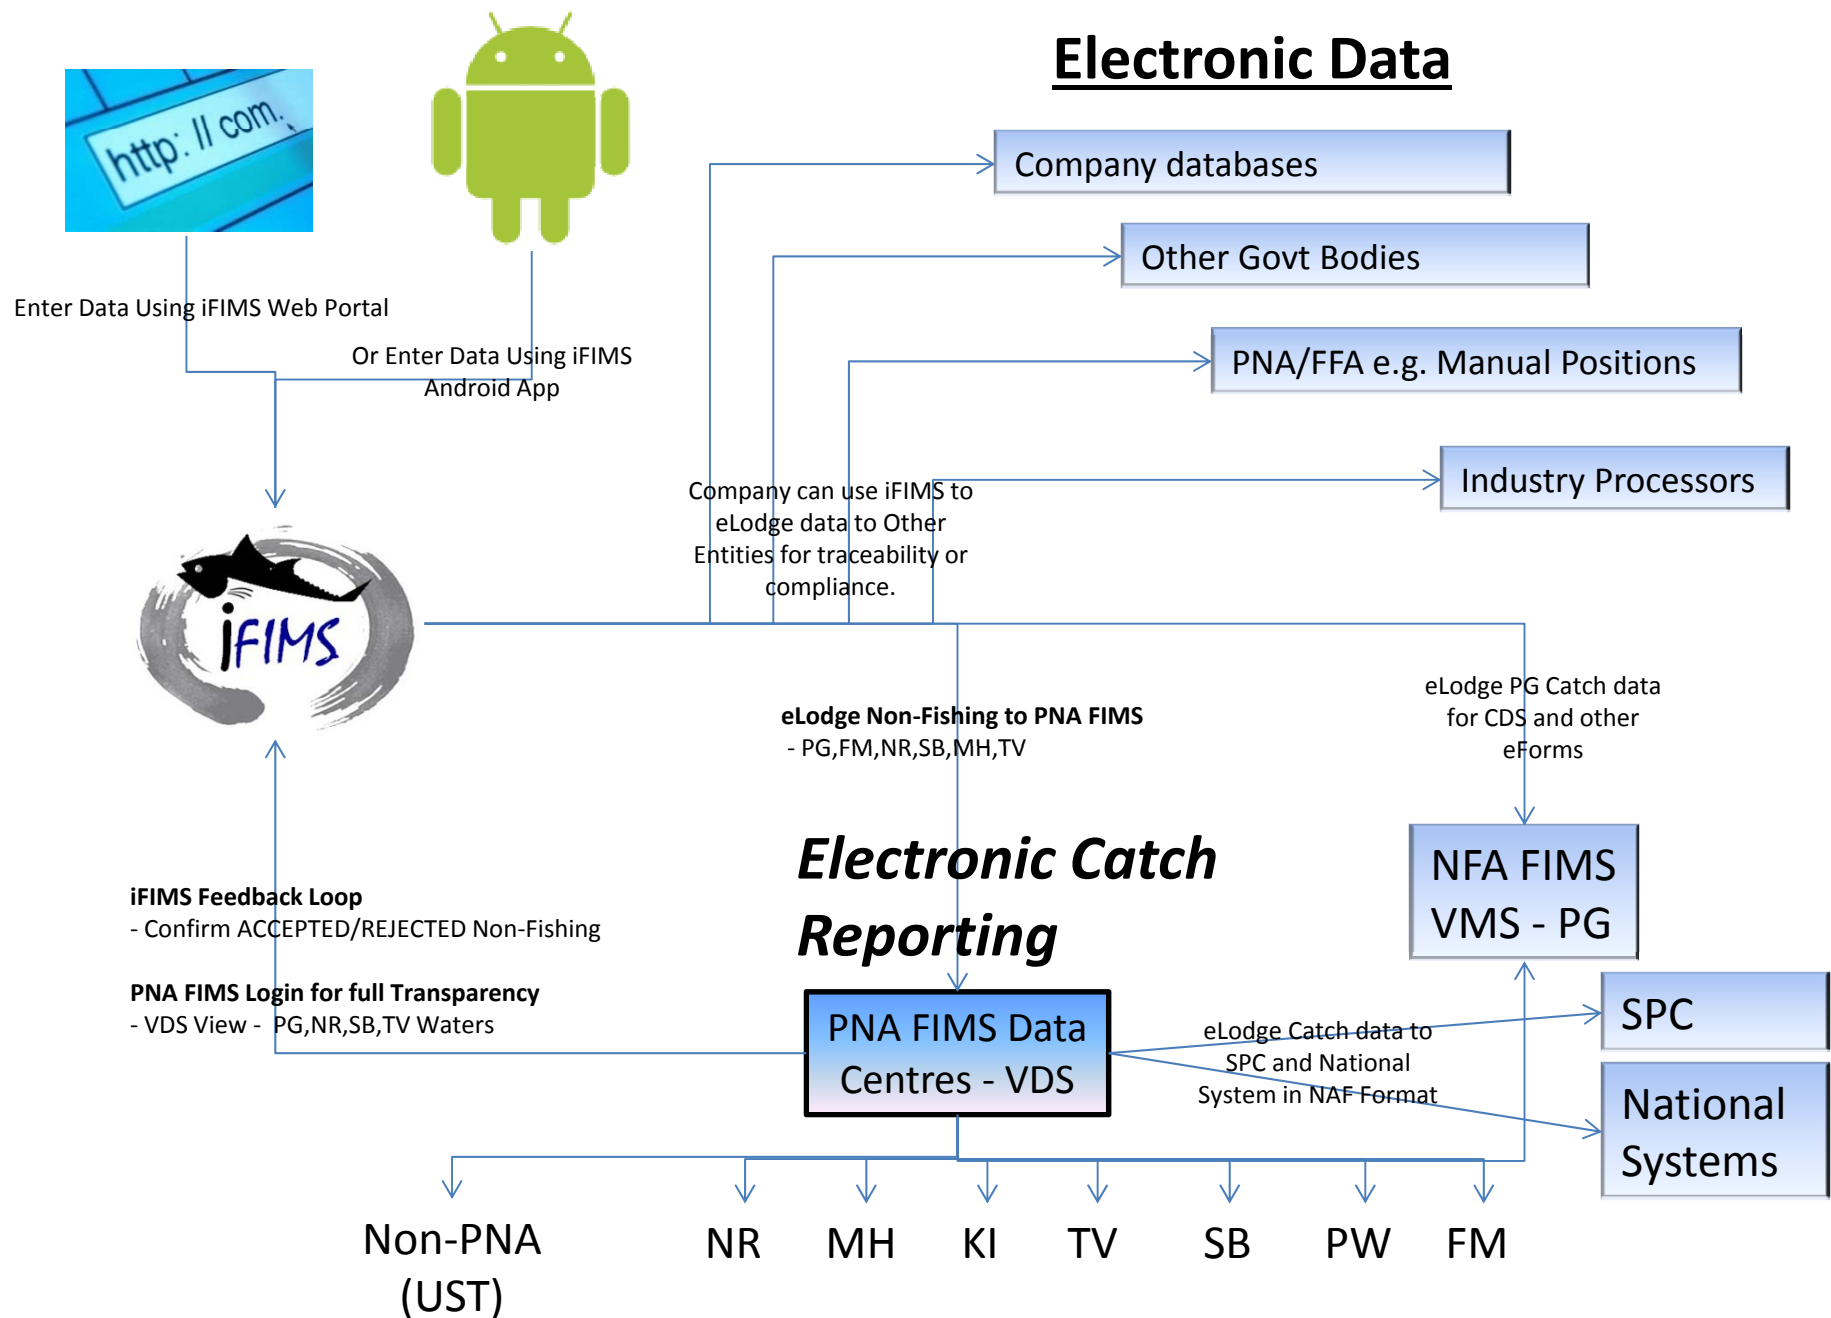 Electronic Data
http: // com.
Company databases
Other Govt Bodies
Enter Data Using iFIMS Web Portal
Or Enter Data Using iFIMS
Android App
PNA/FFA e.g. Manual Positions
Industry Processors
Company can use iFIMS to
eLodge data to Other
Entities for traceability or
compliance.
iFIMS
eLodge PG Catch data
for CDS and other
eForms
eLodge Non-Fishing to PNA FIMS
- PG,FM,NR,SB,MH,TV
Electronic Catch
Reporting
NFA FIMS
VMS - PG
iFIMS Feedback Loop
- Confirm ACCEPTED/REJECTED Non-Fishing
PNA FIMS Login for full Transparency
- VDS View - PG,NR,SB,TV Waters
PNA FIMS Data
Centres - VDS
eLodge Catch data to
SPC and National
System in NAF Format
SPC
National
Systems
Non-PNA
(UST)
NR
MH
KI
TV
SB
PW
FM